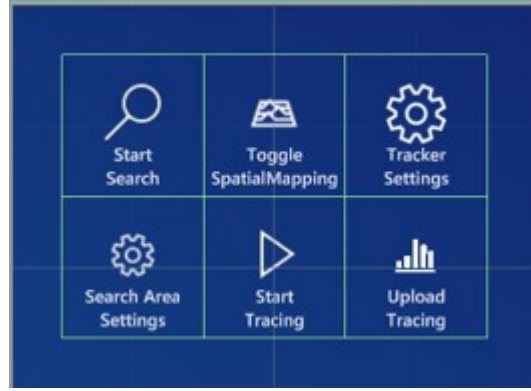 Start
Search
Toggle
SpatialMapping
Tracker
Settings
Search Area
Settings
Start
Tracing
Upload
Tracing